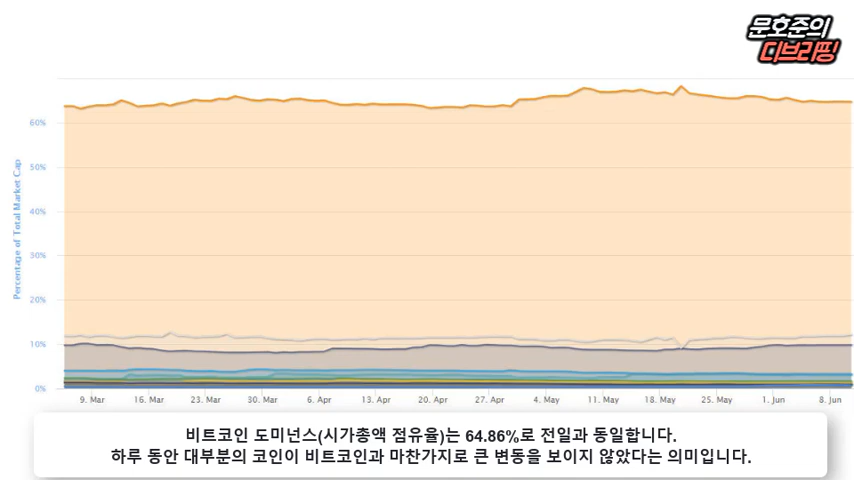 문호준의
디브리핑
Percentage of Total Market Cap
60%
50%
40%
30%
20%
10%
0%
9. Mar 16. Mar 23. Mar 30. Mar 6. Apr 13. Apr 20. Apr 27. Apr 4. May 11. May 18. May 25. May 1. Jun 8. Jun
비트코인 도미넌스(시가총액 점유율)는 64.86%로 전일과 동일합니다.
하루 동안 대부분의 코인이 비트코인과 마찬가지로 큰 변동을 보이지 않았다는 의미입니다.